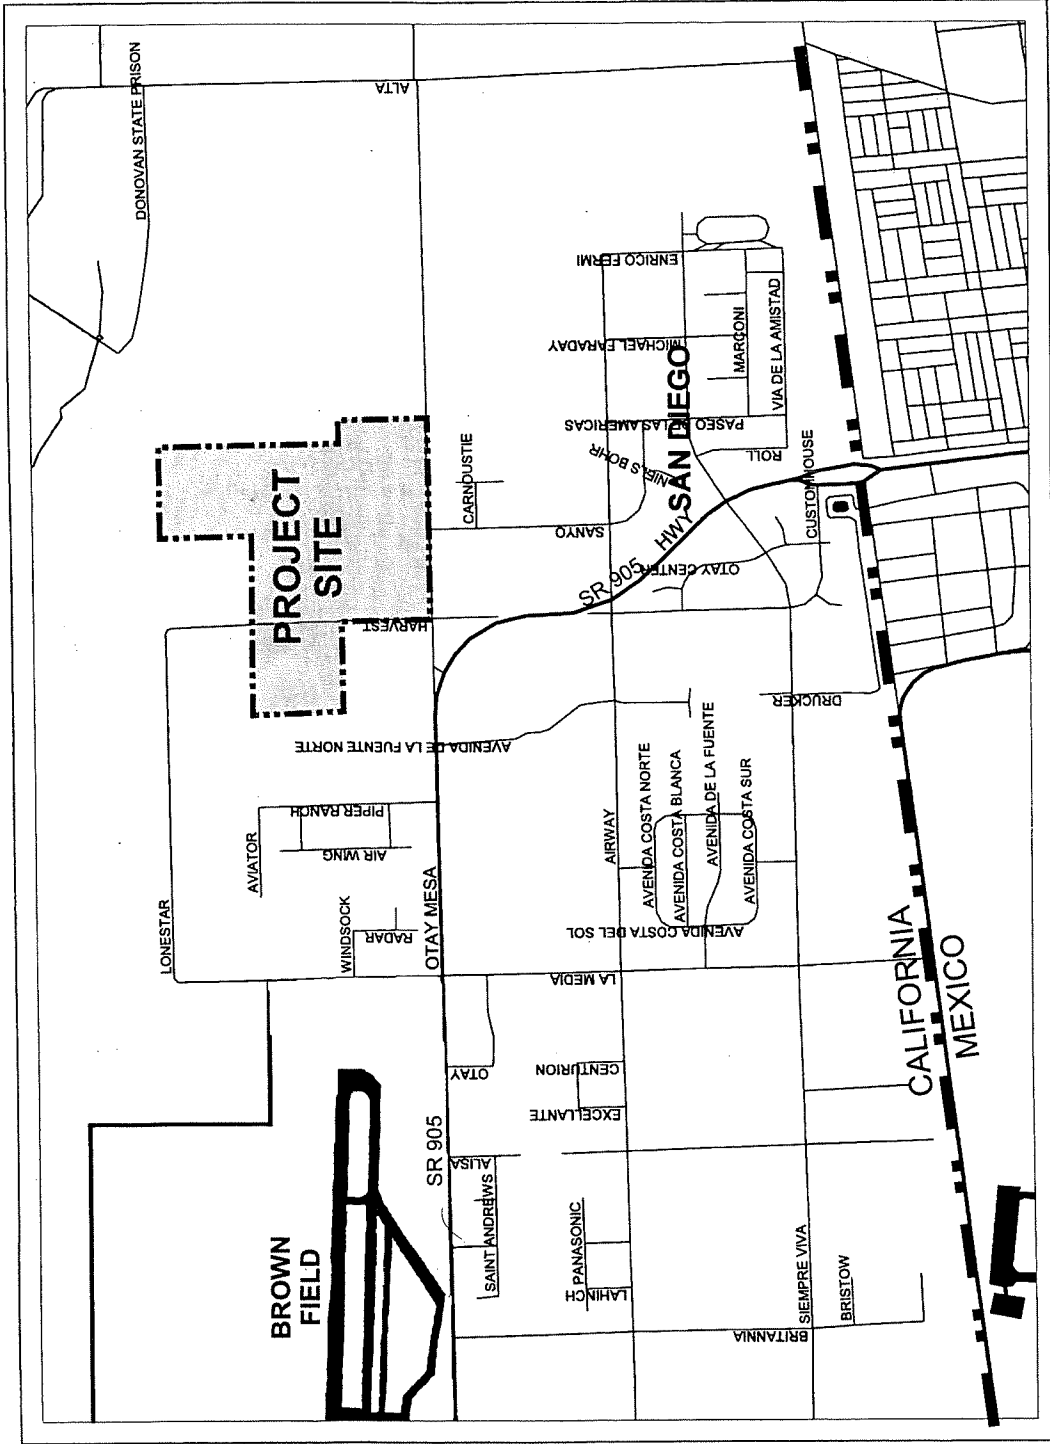 DONOVAN STATE PRISON
ALTA
ENRICO FERMI
MICHAEL FARADAY
MARCONI
VIA DE LA AMISTAD
SAN DIEGO
PASEO DE LAS AMERICAS
NIELS BOHR
ROLL
CARNOUSTIE
SANYO
CUSTOMHOUSE
PROJECT
SITE
SR 905 HWY
OTAY CENTER
HARVEST
DRUCKER
AVENIDA DE LA FUENTE NORTE
PIPER RANCH
AVIATOR
AIR WING
LONESTAR
WINDSOCK
RADAR
OTAY MESA
AIRWAY
AVENIDA COSTA NORTE
AVENIDA COSTA BLANCA
AVENIDA DE LA FUENTE
AVENIDA COSTA SUR
AVENIDA COSTA DEL SOL
LA MEDIA
CALIFORNIA
MEXICO
OTAY
CENTURION
EXCELLANTE
SR 905
ALISA
SAINT ANDREWS
PANASONIC
LAHINCH
BROWN
FIELD
SIEMPRE VIVA
BRISTOW
BRITANNIA